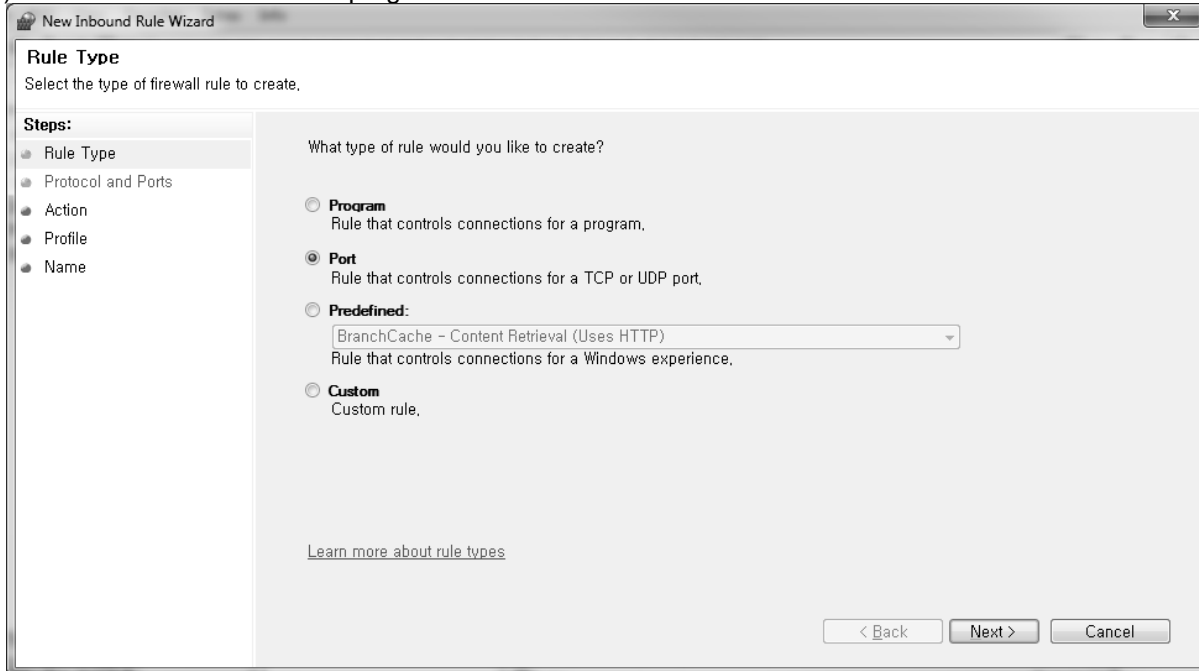 New Inbound Rule Wizard
Rule Type
Select the type of firewall rule to create,
Steps:
Rule Type
Protocol and Ports
Action
Profile
Name
What type of rule would you like to create?
Program
Rule that controls connections for a program,
Port
Rule that controls connections for a TCP or UDP port,
Predefined:
BranchCache - Content Retrieval (Uses HTTP)
Rule that controls connections for a Windows experience,
Custom
Custom rule,
Learn more about rule types
< Back Next > Cancel